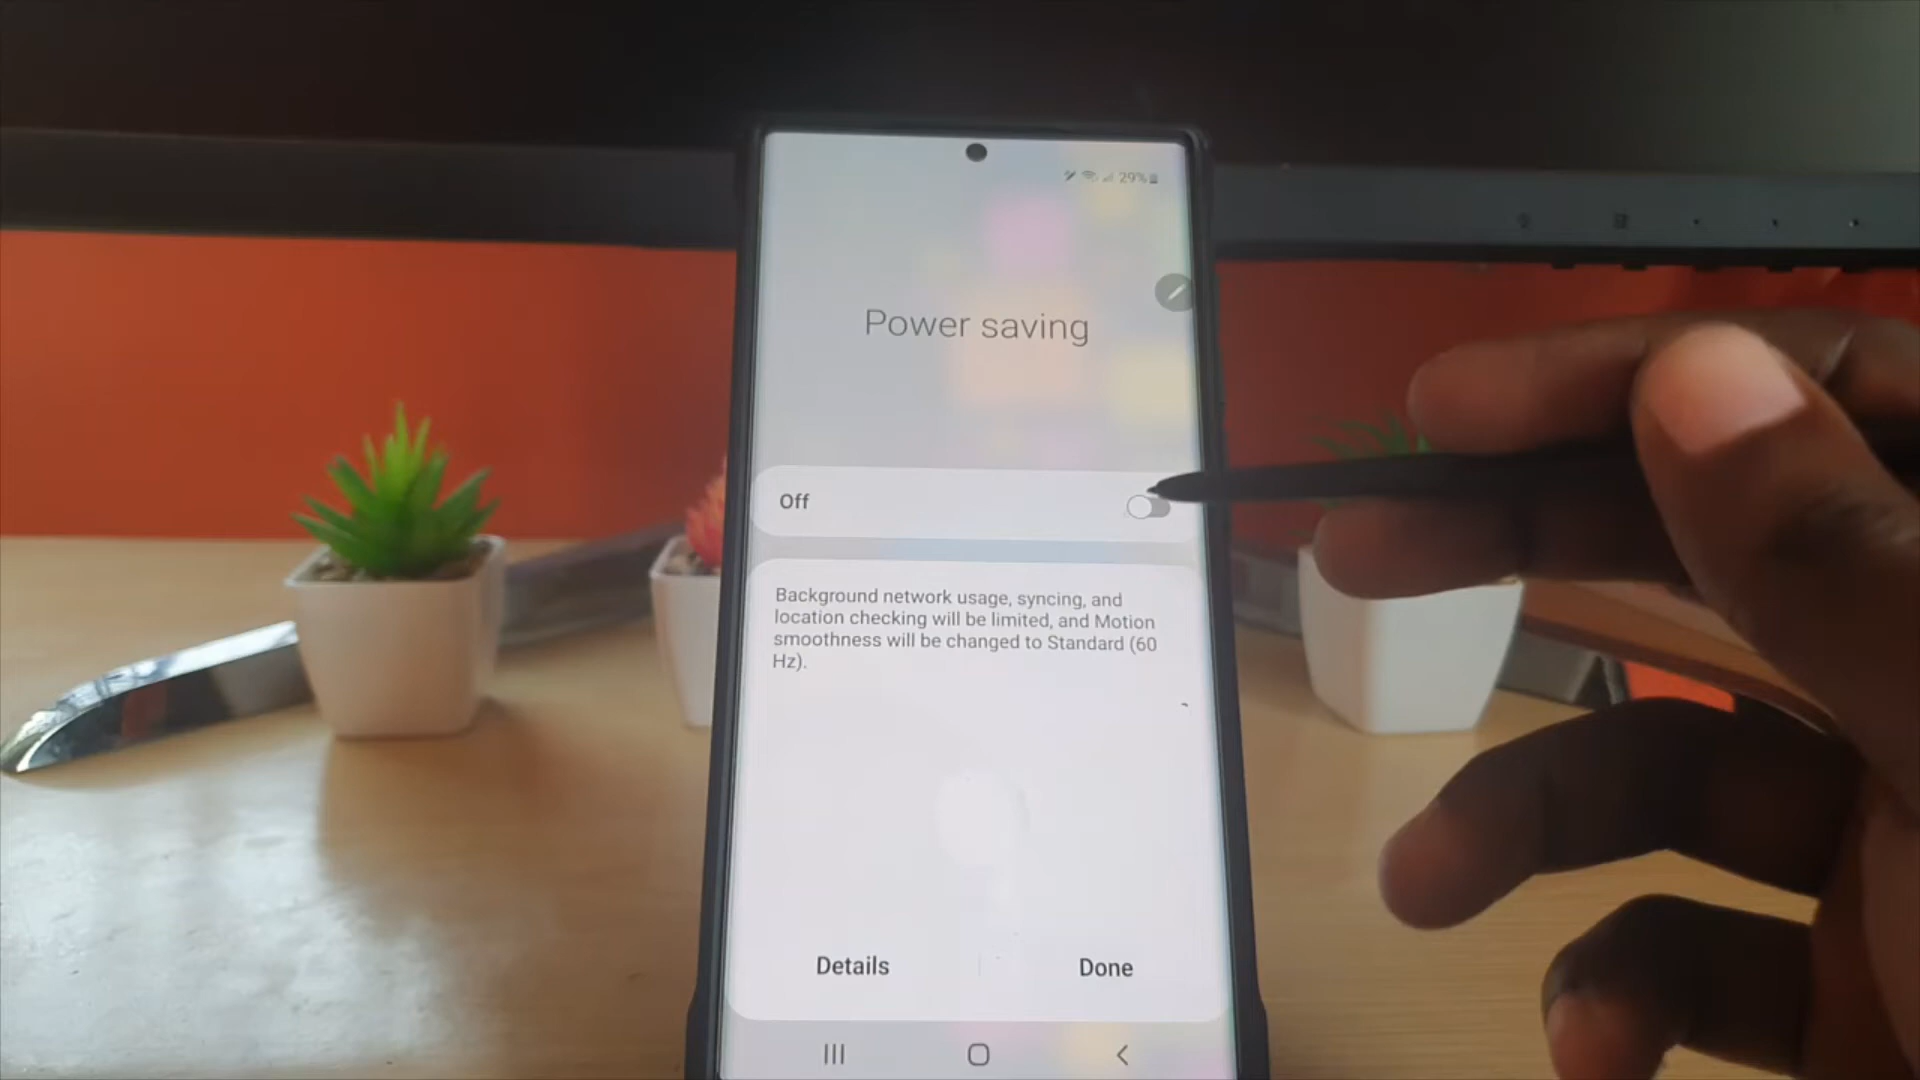 29%
Power saving
Off
Background network usage, syncing, and
location checking will be limited, and Motion
smoothness will be changed to Standard (60
Hz).
Details
Done